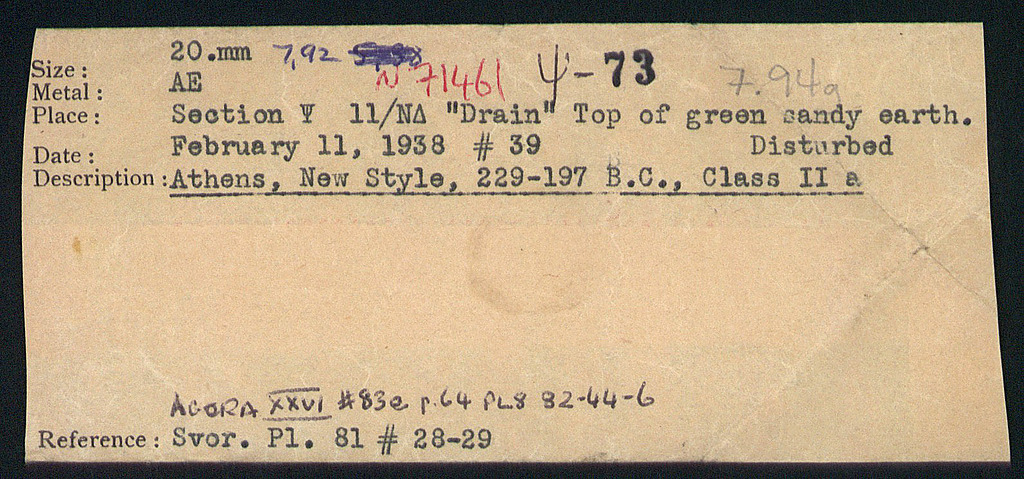 Size: 20.mm 7,92 Ψ-73 7.94g
Metal: AE N 71461
Place: Section Ψ 11/ΝΔ "Drain" Top of green sandy earth.
Date: February 11, 1938 # 39 Disturbed
Description: Athens, New Style, 229-197 B.C., Class II a
AGORA XXVI #83e p.64 PL8 82-44-6
Reference: Svor. Pl. 81 # 28-29